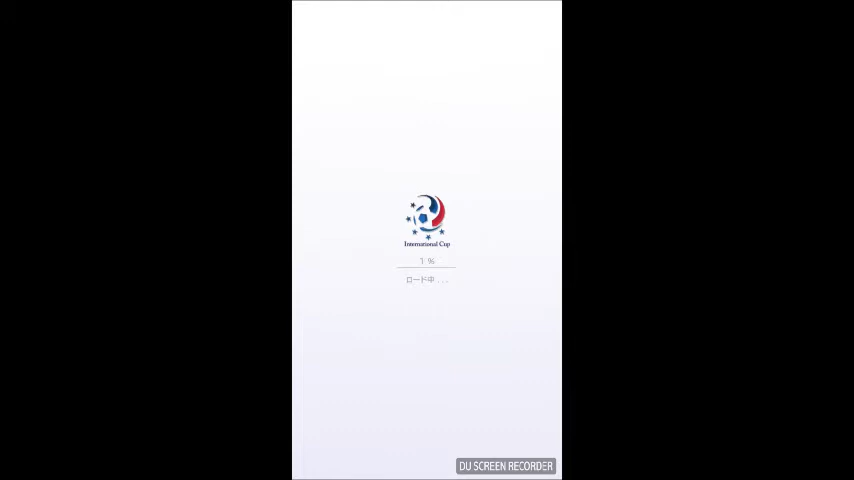 International Cup
1 %
ロード中 ...
DU SCREEN RECORDER